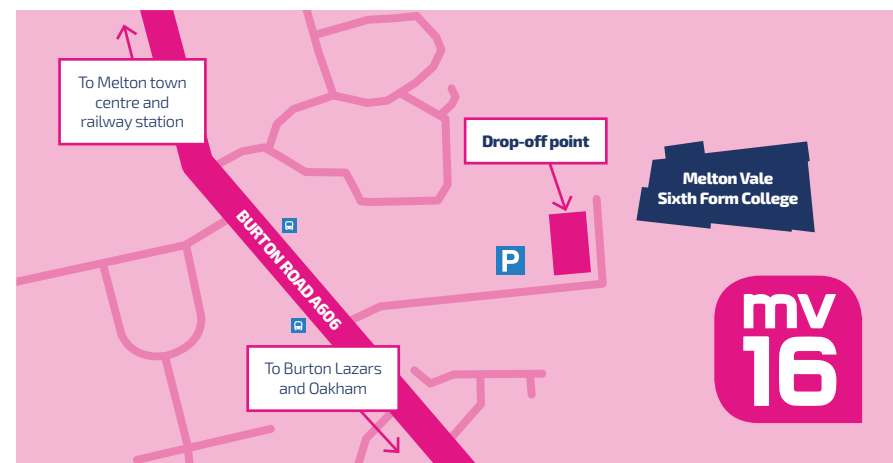 To Melton town
centre and
railway station
Drop-off point
Melton Vale
Sixth Form College
BURTON ROAD A606
P
To Burton Lazars
and Oakham
mv
16